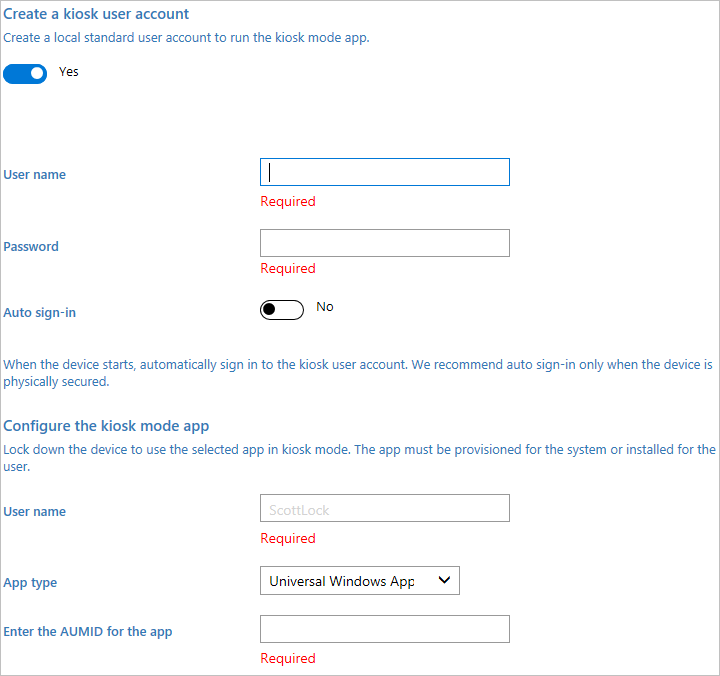 Create a kiosk user account
Create a local standard user account to run the kiosk mode app.
Yes
User name
Required
Password
Required
Auto sign-in
No
When the device starts, automatically sign in to the kiosk user account. We recommend auto sign-in only when the device is
physically secured.
Configure the kiosk mode app
Lock down the device to use the selected app in kiosk mode. The app must be provisioned for the system or installed for the
user.
User name
ScottLock
Required
App type
Universal Windows App
Enter the AUMID for the app
Required